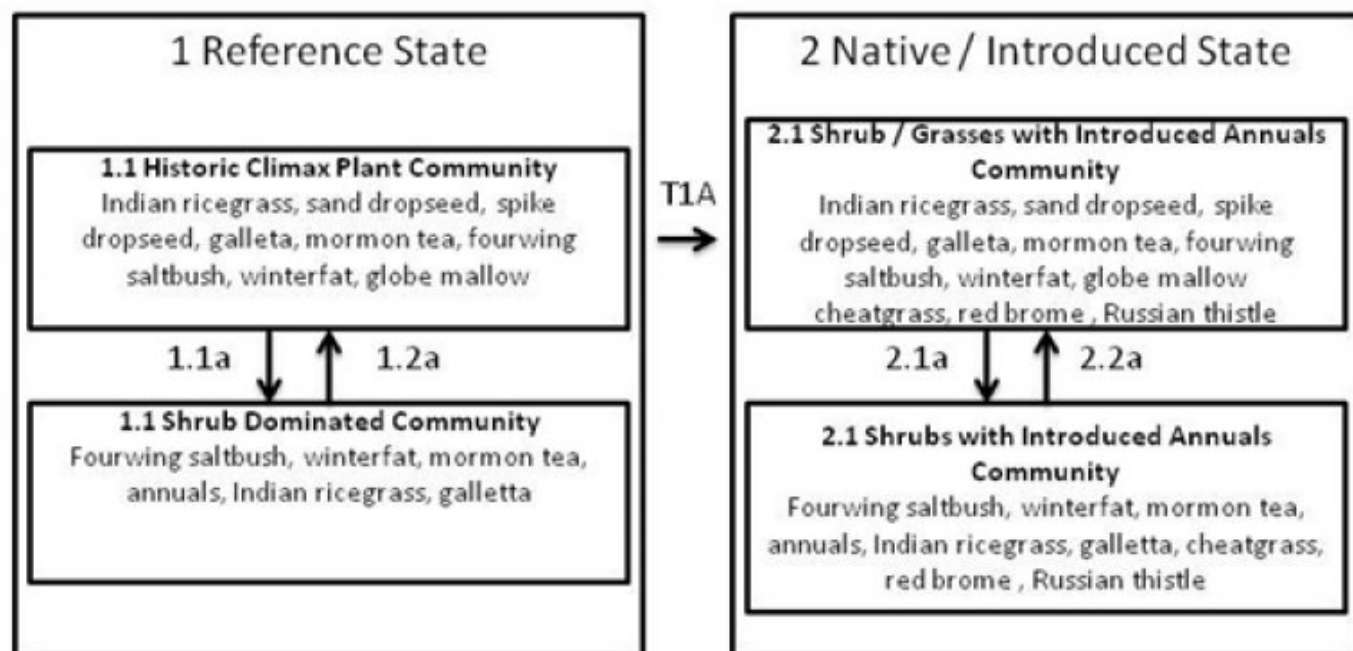 1 Reference State
1.1 Historic Climax Plant Community
Indian ricegrass, sand dropseed, spike
dropseed, galleta, mormon tea, fourwing
saltbush, winterfat, globe mallow
1.1a
1.2a
1.1 Shrub Dominated Community
Fourwing saltbush, winterfat, mormon tea,
annuals, Indian ricegrass, galletta
T1A
2 Native / Introduced State
2.1 Shrub / Grasses with Introduced Annuals
Community
Indian ricegrass, sand dropseed, spike
dropseed, galleta, mormon tea, fourwing
saltbush, winterfat, globe mallow
cheatgrass, red brome , Russian thistle
2.1a
2.2a
2.1 Shrubs with Introduced Annuals
Community
Fourwing saltbush, winterfat, mormon tea,
annuals, Indian ricegrass, galletta, cheatgrass,
red brome , Russian thistle